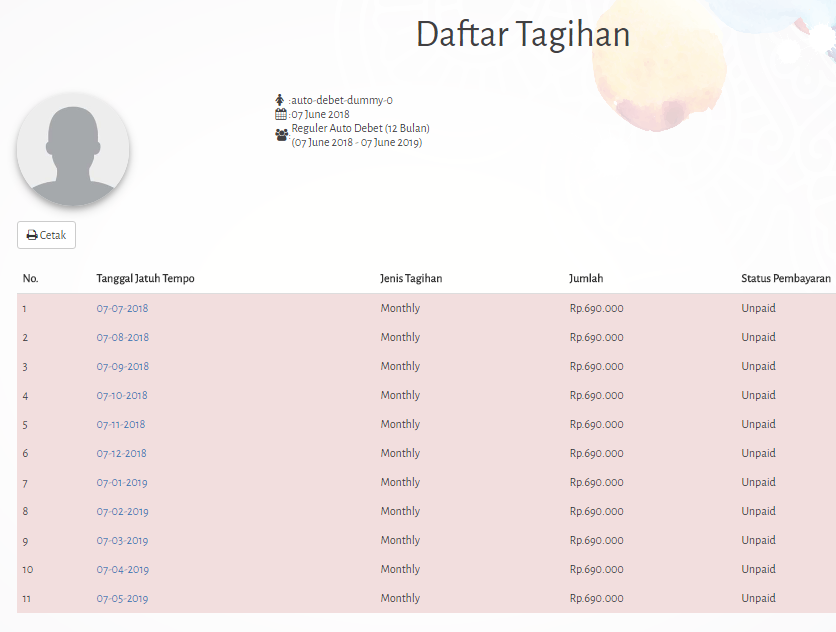 Daftar Tagihan
:auto-debet-dummy-0
:07 June 2018
: Reguler Auto Debet (12 Bulan)
(07 June 2018 - 07 June 2019)
Cetak
No. Tanggal Jatuh Tempo Jenis Tagihan Jumlah Status Pembayaran
1 07-07-2018 Monthly Rp.690.000 Unpaid
2 07-08-2018 Monthly Rp.690.000 Unpaid
3 07-09-2018 Monthly Rp.690.000 Unpaid
4 07-10-2018 Monthly Rp.690.000 Unpaid
5 07-11-2018 Monthly Rp.690.000 Unpaid
6 07-12-2018 Monthly Rp.690.000 Unpaid
7 07-01-2019 Monthly Rp.690.000 Unpaid
8 07-02-2019 Monthly Rp.690.000 Unpaid
9 07-03-2019 Monthly Rp.690.000 Unpaid
10 07-04-2019 Monthly Rp.690.000 Unpaid
11 07-05-2019 Monthly Rp.690.000 Unpaid